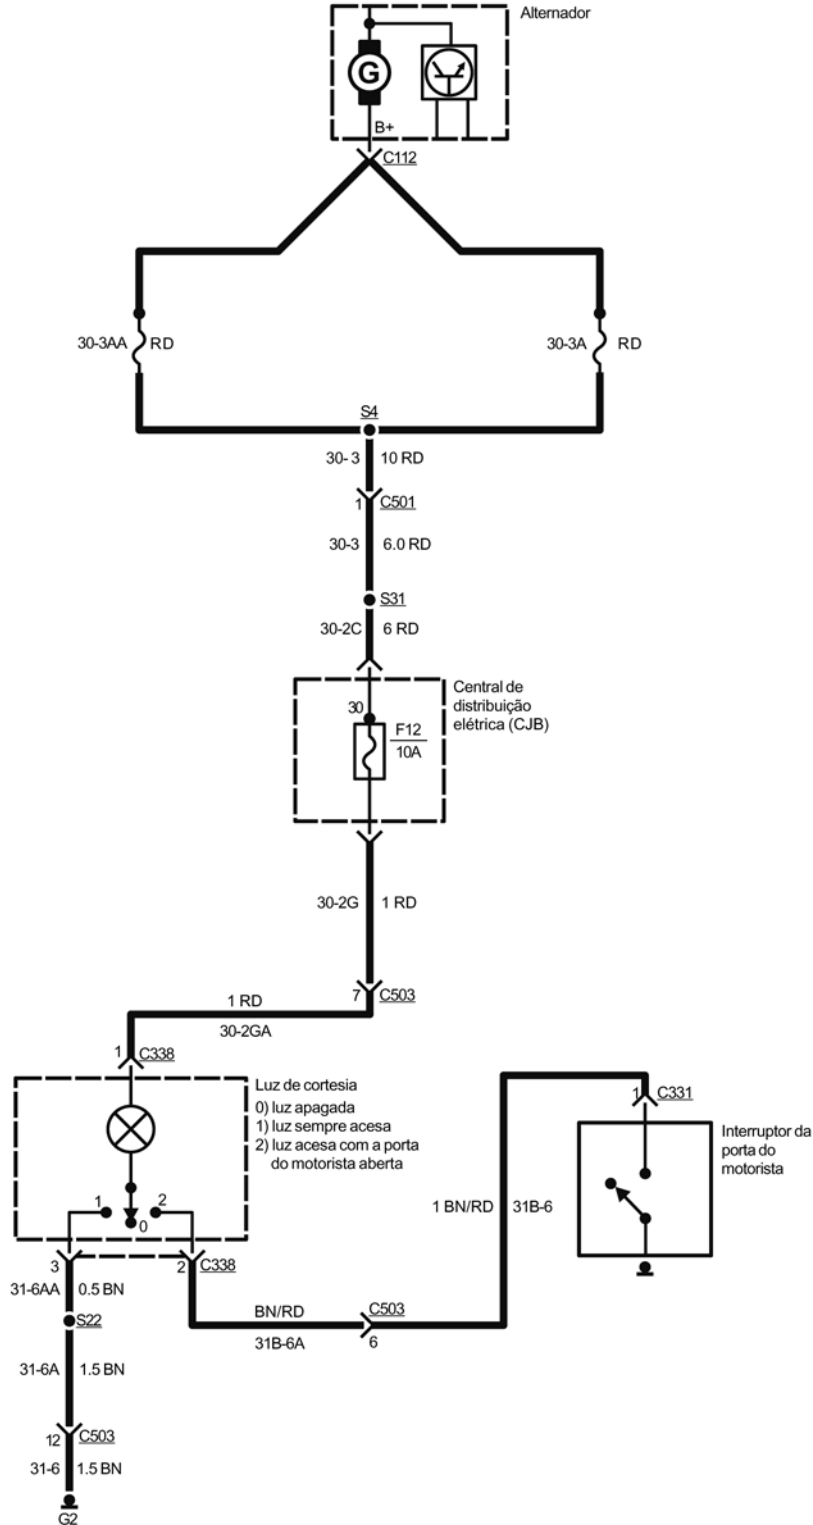 Alternador
G
B+
C112
30-3AA RD
30-3A RD
S4
30- 3 10 RD
1 C501
30-3 6.0 RD
S31
30-2C 6 RD
Central de
distribuição
elétrica (CJB)
30
F12
10A
30-2G 1 RD
7 C503
1 RD
30-2GA
1 C338
Luz de cortesia
0) luz apagada
1) luz sempre acesa
2) luz acesa com a porta
do motorista aberta
1 2
0
3 2 C338
1 C331
Interruptor da
porta do
motorista
1 BN/RD 31B-6
31-6AA 0.5 BN
S22
BN/RD
31B-6A
C503
6
31-6A 1.5 BN
12 C503
31-6 1.5 BN
G2